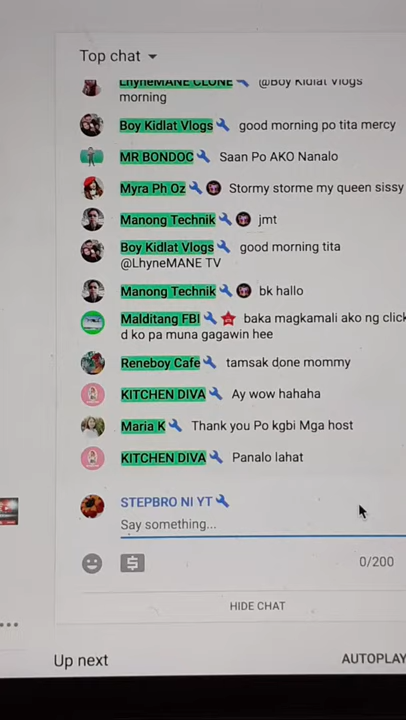 Top chat
LhyneMANE CLONE @Boy Kidlat Vlogs
morning
Boy Kidlat Vlogs good morning po tita mercy
MR BONDOC Saan Po AKO Nanalo
Myra Ph Oz Stormy storme my queen sissy
Manong Technik jmt
Boy Kidlat Vlogs good morning tita
@LhyneMANE TV
Manong Technik bk hallo
Malditang FBI baka magkamali ako ng click
d ko pa muna gagawin hee
Reneboy Cafe tamsak done mommy
KITCHEN DIVA Ay wow hahaha
Maria K Thank you Po kgbi Mga host
KITCHEN DIVA Panalo lahat
STEPBRO NI YT
Say something...
0/200
HIDE CHAT
Up next
AUTOPLAY